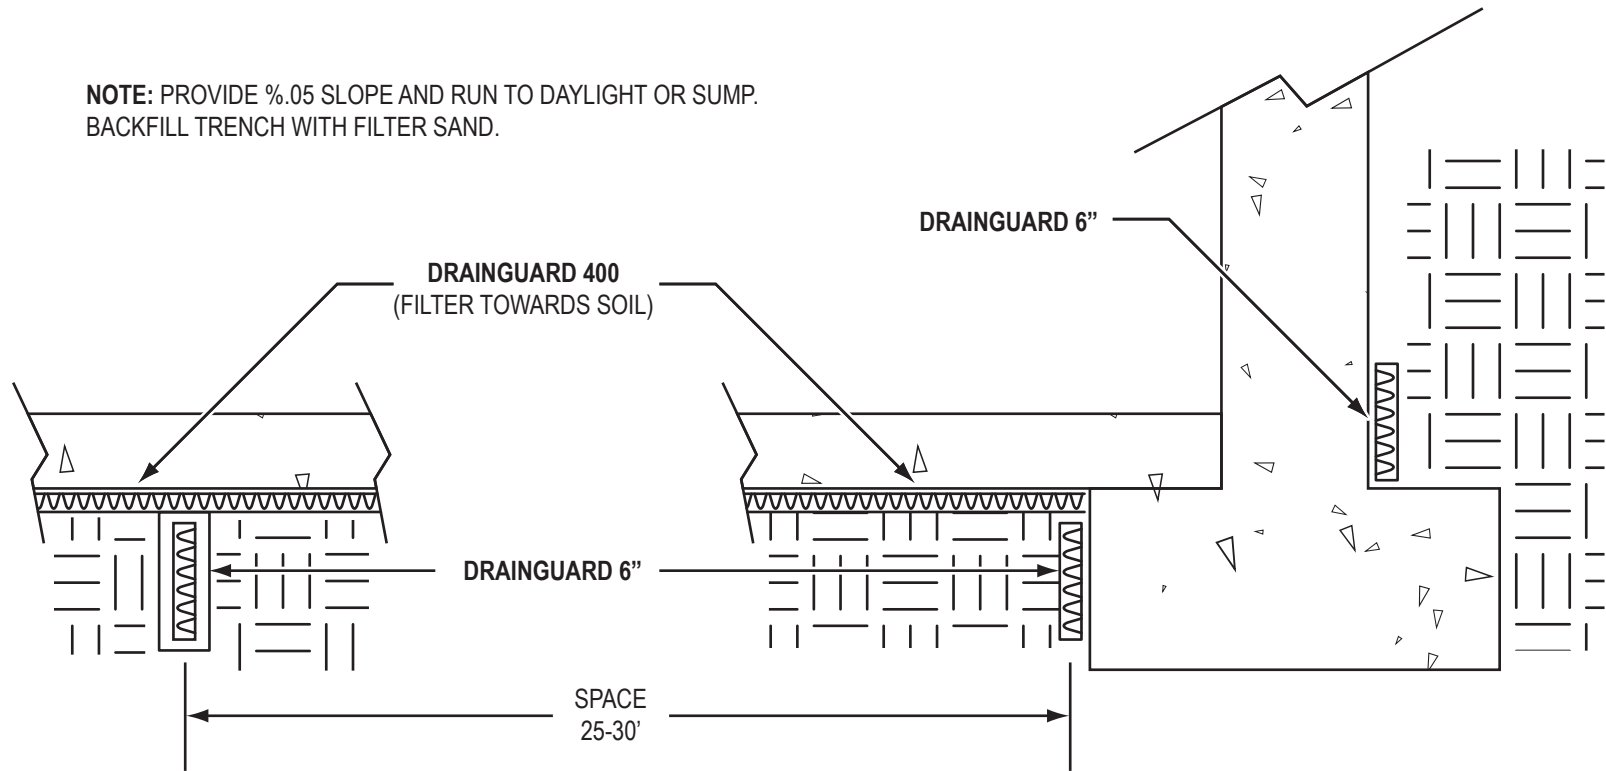 NOTE: PROVIDE %.05 SLOPE AND RUN TO DAYLIGHT OR SUMP.
BACKFILL TRENCH WITH FILTER SAND.
DRAINGUARD 6”
DRAINGUARD 400
(FILTER TOWARDS SOIL)
DRAINGUARD 6”
SPACE
25-30’